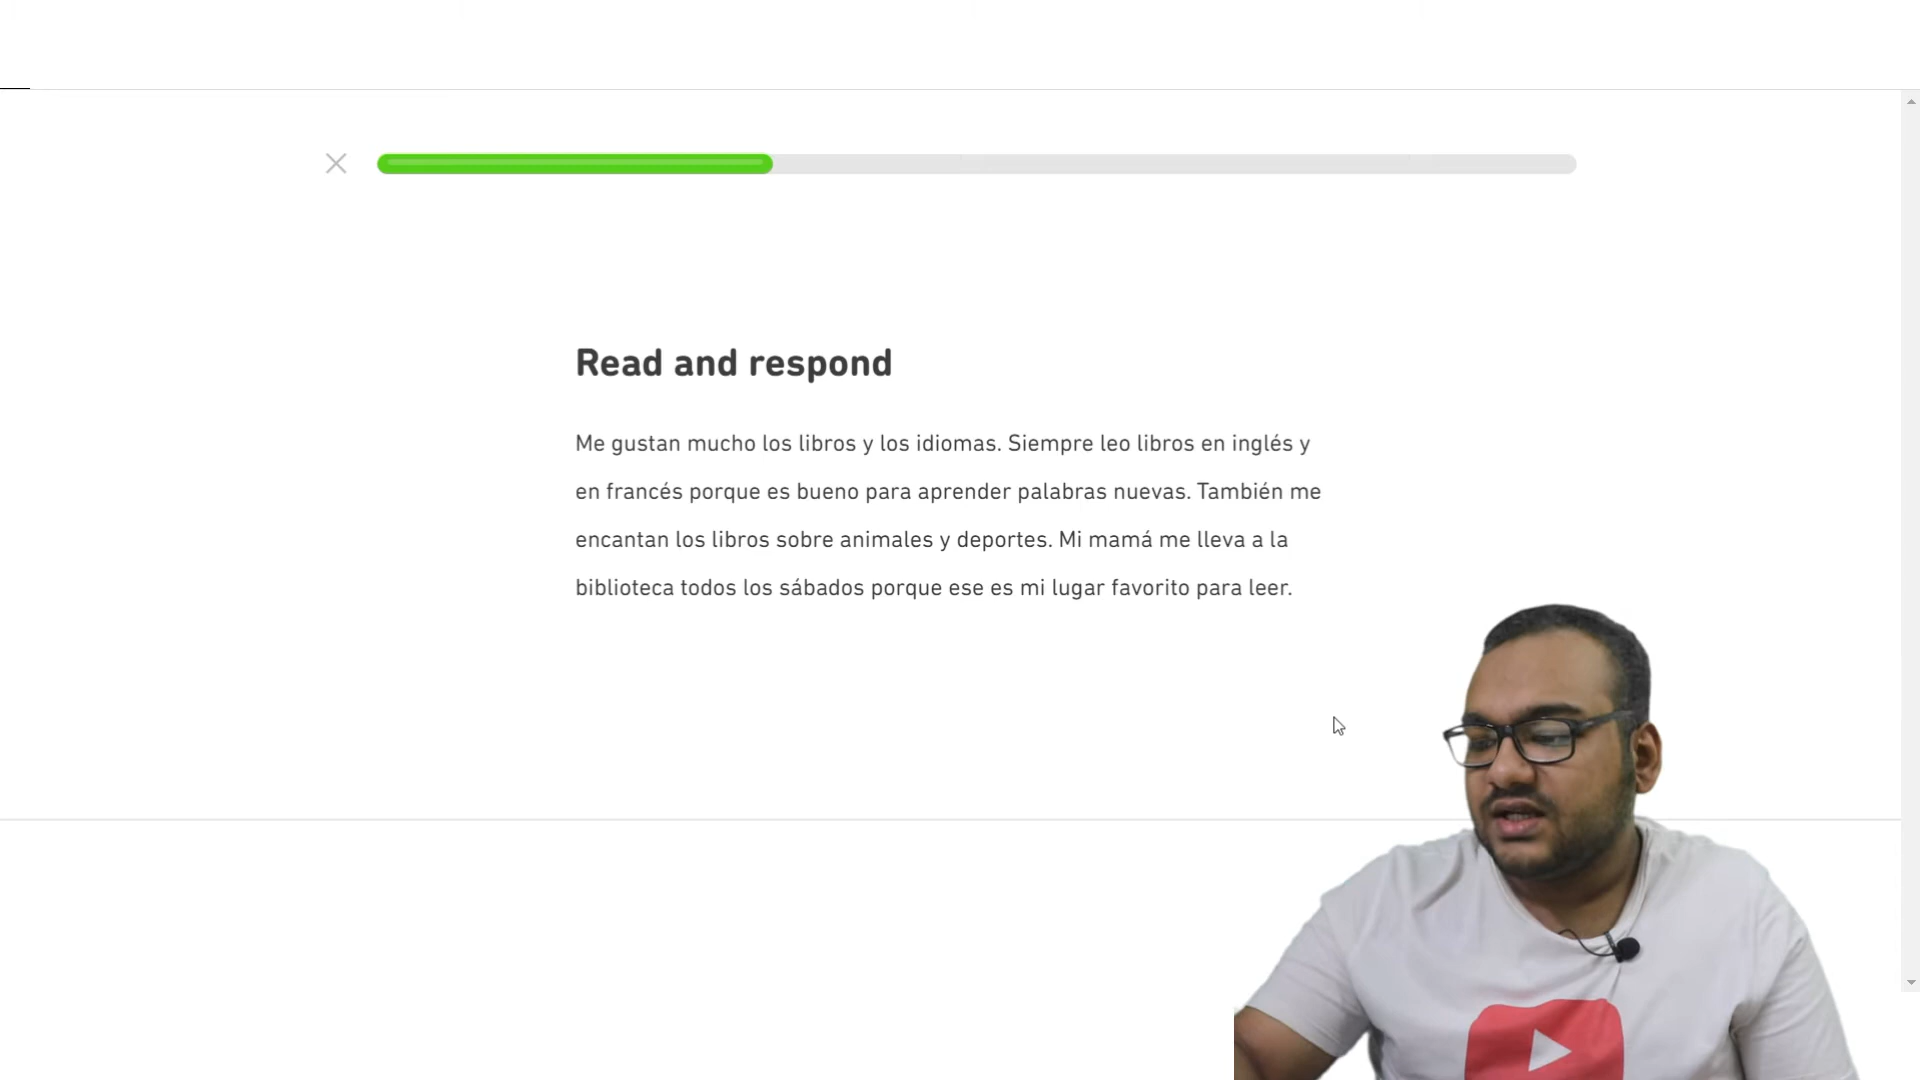 Read and respond
Me gustan mucho los libros y los idiomas. Siempre leo libros en inglés y
en francés porque es bueno para aprender palabras nuevas. También me
encantan los libros sobre animales y deportes. Mi mamá me lleva a la
biblioteca todos los sábados porque ese es mi lugar favorito para leer.